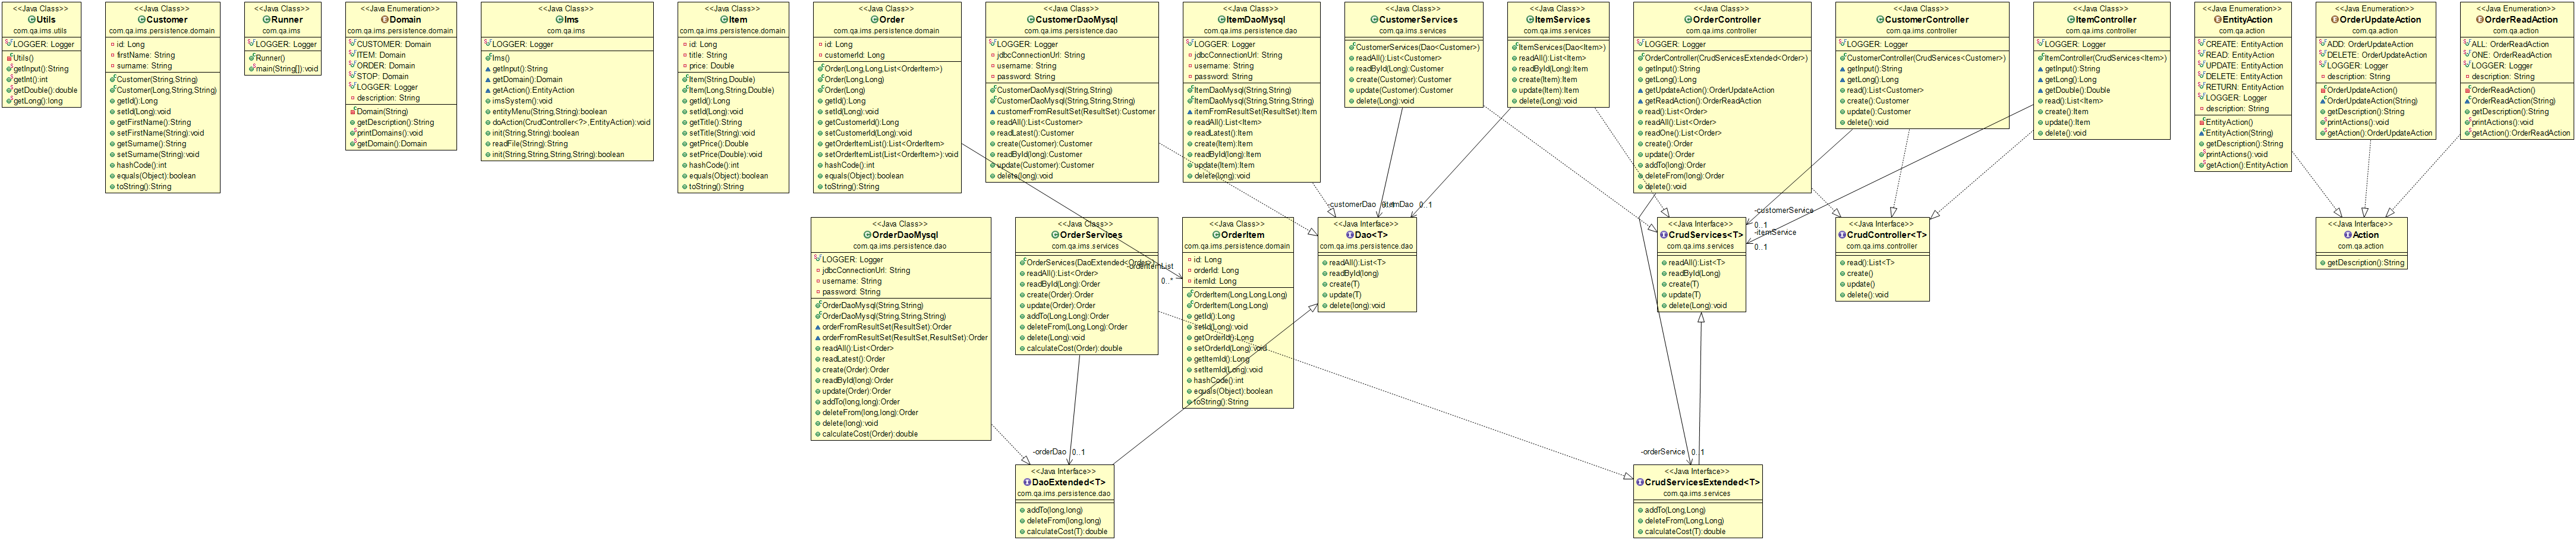 <<Java Class>>
Utils
com.qa.ims.utils
LOGGER: Logger
Utils()
getInput():String
getInt():int
getDouble():double
getLong():long
<<Java Class>>
Customer
com.qa.ims.persistence.domain
id: Long
firstName: String
surname: String
Customer(String,String)
Customer(Long,String,String)
getId():Long
setId(Long):void
getFirstName():String
setFirstName(String):void
getSurname():String
setSurname(String):void
hashCode():int
equals(Object):boolean
toString():String
<<Java Class>>
Runner
com.qa.ims
LOGGER: Logger
Runner()
main(String[]):void
<<Java Enumeration>>
Domain
com.qa.ims.persistence.domain
CUSTOMER: Domain
ITEM: Domain
ORDER: Domain
STOP: Domain
LOGGER: Logger
description: String
Domain(String)
getDescription():String
printDomains():void
getDomain():Domain
<<Java Class>>
Ims
com.qa.ims
LOGGER: Logger
Ims()
getInput():String
getDomain():Domain
getAction():EntityAction
imsSystem():void
entityMenu(String,String):boolean
doAction(CrudController<?>,EntityAction):void
init(String,String):boolean
readFile(String):String
init(String,String,String,String):boolean
<<Java Class>>
Item
com.qa.ims.persistence.domain
id: Long
title: String
price: Double
Item(String,Double)
Item(Long,String,Double)
getId():Long
setId(Long):void
getTitle():String
setTitle(String):void
getPrice():Double
setPrice(Double):void
hashCode():int
equals(Object):boolean
toString():String
<<Java Class>>
Order
com.qa.ims.persistence.domain
id: Long
customerId: Long
Order(Long,Long,List<OrderItem>)
Order(Long,Long)
Order(Long)
getId():Long
setId(Long):void
getCustomerId():Long
setCustomerId(Long):void
getOrderItemList():List<OrderItem>
setOrderItemList(List<OrderItem>):void
hashCode():int
equals(Object):boolean
toString():String
<<Java Class>>
CustomerDaoMysql
com.qa.ims.persistence.dao
LOGGER: Logger
jdbcConnectionUrl: String
username: String
password: String
CustomerDaoMysql(String,String)
CustomerDaoMysql(String,String,String)
customerFromResultSet(ResultSet):Customer
readAll():List<Customer>
readLatest():Customer
create(Customer):Customer
readById(long):Customer
update(Customer):Customer
delete(long):void
<<Java Class>>
ItemDaoMysql
com.qa.ims.persistence.dao
LOGGER: Logger
jdbcConnectionUrl: String
username: String
password: String
ItemDaoMysql(String,String)
ItemDaoMysql(String,String,String)
itemFromResultSet(ResultSet):Item
readAll():List<Item>
readLatest():Item
create(Item):Item
readById(long):Item
update(Item):Item
delete(long):void
<<Java Class>>
CustomerServices
com.qa.ims.services
CustomerServices(Dao<Customer>)
readAll():List<Customer>
readById(Long):Customer
create(Customer):Customer
update(Customer):Customer
delete(Long):void
<<Java Class>>
ItemServices
com.qa.ims.services
ItemServices(Dao<Item>)
readAll():List<Item>
readById(Long):Item
create(Item):Item
update(Item):Item
delete(Long):void
<<Java Class>>
OrderController
com.qa.ims.controller
LOGGER: Logger
OrderController(CrudServicesExtended<Order>)
getInput():String
getLong():Long
getUpdateAction():OrderUpdateAction
getReadAction():OrderReadAction
read():List<Order>
readAll():List<Order>
readOne():List<Order>
create():Order
update():Order
addTo(long):Order
deleteFrom(long):Order
delete():void
<<Java Class>>
CustomerController
com.qa.ims.controller
LOGGER: Logger
CustomerController(CrudServices<Customer>)
getInput():String
getLong():Long
read():List<Customer>
create():Customer
update():Customer
delete():void
<<Java Class>>
ItemController
com.qa.ims.controller
LOGGER: Logger
ItemController(CrudServices<Item>)
getInput():String
getLong():Long
getDouble():Double
read():List<Item>
create():Item
update():Item
delete():void
<<Java Enumeration>>
EntityAction
com.qa.action
CREATE: EntityAction
READ: EntityAction
UPDATE: EntityAction
DELETE: EntityAction
RETURN: EntityAction
LOGGER: Logger
description: String
EntityAction()
EntityAction(String)
getDescription():String
printActions():void
getAction():EntityAction
<<Java Enumeration>>
OrderUpdateAction
com.qa.action
ADD: OrderUpdateAction
DELETE: OrderUpdateAction
LOGGER: Logger
description: String
OrderUpdateAction()
OrderUpdateAction(String)
getDescription():String
printActions():void
getAction():OrderUpdateAction
<<Java Enumeration>>
OrderReadAction
com.qa.action
ALL: OrderReadAction
ONE: OrderReadAction
LOGGER: Logger
description: String
OrderReadAction()
OrderReadAction(String)
getDescription():String
printActions():void
getAction():OrderReadAction
-customerDao
0..1
0..1
-customerService
0..1
-itemService
0..1
<<Java Class>>
OrderDaoMysql
com.qa.ims.persistence.dao
LOGGER: Logger
jdbcConnectionUrl: String
username: String
password: String
OrderDaoMysql(String,String)
OrderDaoMysql(String,String,String)
orderFromResultSet(ResultSet):Order
orderFromResultSet(ResultSet,ResultSet):Order
readAll():List<Order>
readLatest():Order
create(Order):Order
readById(long):Order
update(Order):Order
addTo(long,long):Order
deleteFrom(long,long):Order
delete(long):void
calculateCost(Order):double
<<Java Class>>
OrderServices
com.qa.ims.services
OrderServices(DaoExtended<Order>)
readAll():List<Order>
readById(Long):Order
create(Order):Order
update(Order):Order
addTo(Long,Long):Order
deleteFrom(Long,Long):Order
delete(Long):void
calculateCost(Order):double
-orderItemList
0..*
<<Java Class>>
OrderItem
com.qa.ims.persistence.domain
id: Long
orderId: Long
itemId: Long
OrderItem(Long,Long,Long)
OrderItem(Long,Long)
getId():Long
setId(Long):void
getOrderId():Long
setOrderId(Long):void
getItemId():Long
setItemId(Long):void
hashCode():int
equals(Object):boolean
toString():String
<<Java Interface>>
Dao<T>
com.qa.ims.persistence.dao
readAll():List<T>
readById(long)
create(T)
update(T)
delete(long):void
<<Java Interface>>
CrudServices<T>
com.qa.ims.services
readAll():List<T>
readById(Long)
create(T)
update(T)
delete(Long):void
<<Java Interface>>
CrudController<T>
com.qa.ims.controller
read():List<T>
create()
update()
delete():void
<<Java Interface>>
Action
com.qa.action
getDescription():String
-orderDao
0..1
<<Java Interface>>
DaoExtended<T>
com.qa.ims.persistence.dao
addTo(long,long)
deleteFrom(long,long)
calculateCost(T):double
-orderService
0..1
<<Java Interface>>
CrudServicesExtended<T>
com.qa.ims.services
addTo(Long,Long)
deleteFrom(Long,Long)
calculateCost(T):double